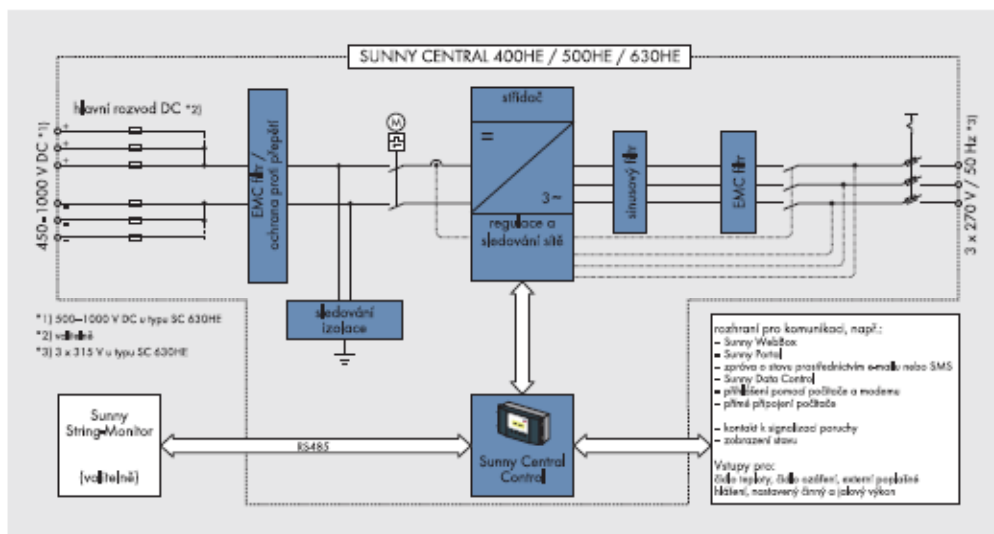 SUNNY CENTRAL 400HE / 500HE / 630HE
hlavní rozvod DC *2)
450–1000 V DC *1)
EMC filtr /
ochrana proti přepětí
M
střídač
=
3~
regulace a
sledování sítě
sínusový filtr
EMC filtr
3 x 270 V / 50 Hz *3)
sledování
izolace
*1) 500–1000 V DC u typu SC 630HE
*2) volitelně
*3) 3 x 315 V u typu SC 630HE
Sunny
String-Monitor
(volitelně)
RS485
Sunny Central
Control
rozhraní pro komunikaci, např.:
– Sunny WebBox
– Sunny Portal
– zpráva o stavu prostřednictvím e-mailu nebo SMS
– Sunny Data Control
– přihlášení pomocí počítače a modemu
– přímé připojení počítače
– kontakt k signalizaci poruchy
– zobrazení stavu
Vstupy pro:
čidlo teploty, čidlo ozáření, externí poplašné
hlášení, nastavený činný a jalový výkon